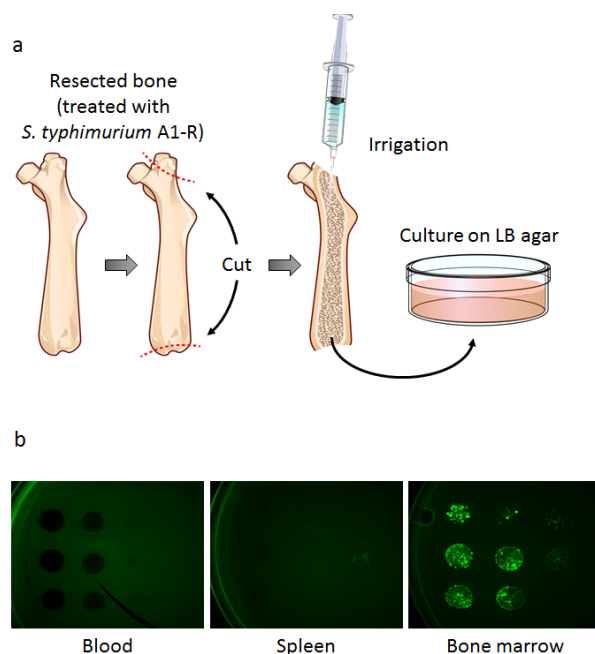 a
Resected bone
(treated with
S. typhimurium A1-R)
Irrigation
Culture on LB agar
Cut
b
Blood
Spleen
Bone marrow